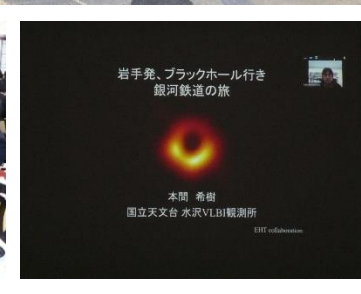 岩手発、ブラックホール行き
銀河鉄道の旅
本間 希樹
国立天文台 水沢VLBI観測所
EHT collaboration